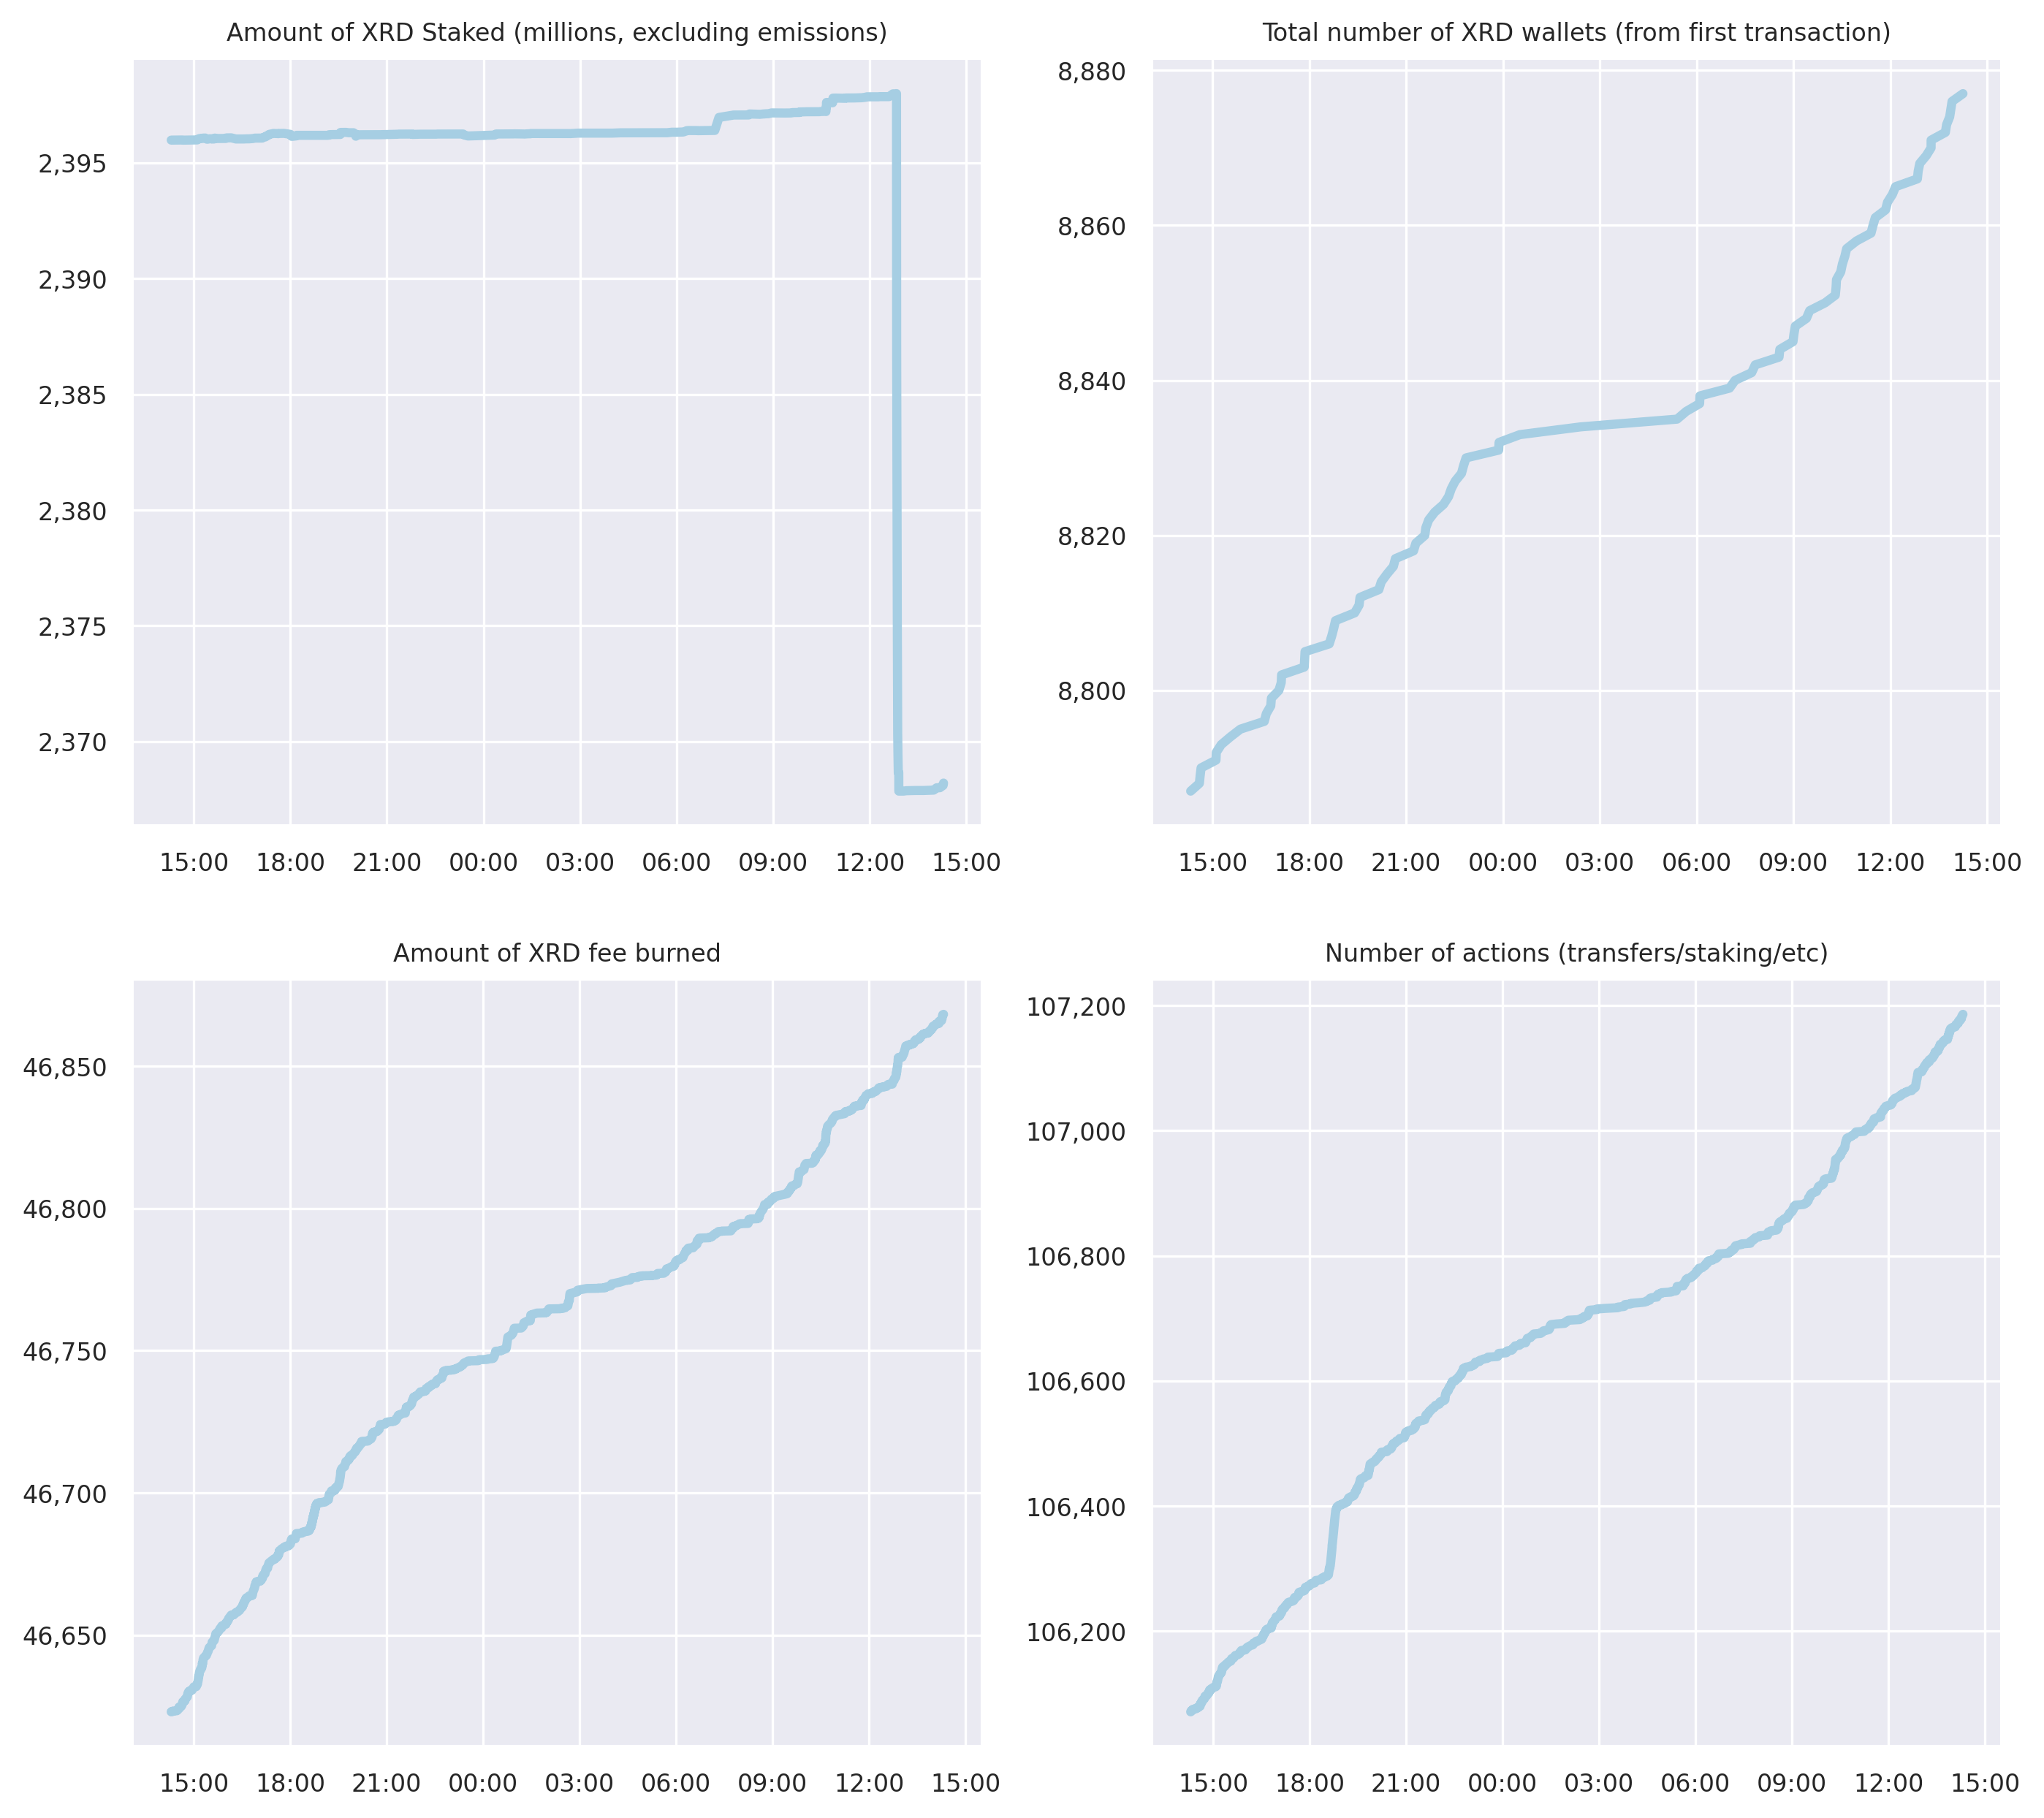 Amount of XRD Staked (millions, excluding emissions)
2,395
2,390
2,385
2,380
2,375
2,370
15:00 18:00 21:00 00:00 03:00 06:00 09:00 12:00 15:00
Total number of XRD wallets (from first transaction)
8,880
8,860
8,840
8,820
8,800
15:00 18:00 21:00 00:00 03:00 06:00 09:00 12:00 15:00
Amount of XRD fee burned
46,850
46,800
46,750
46,700
46,650
15:00 18:00 21:00 00:00 03:00 06:00 09:00 12:00 15:00
Number of actions (transfers/staking/etc)
107,200
107,000
106,800
106,600
106,400
106,200
15:00 18:00 21:00 00:00 03:00 06:00 09:00 12:00 15:00